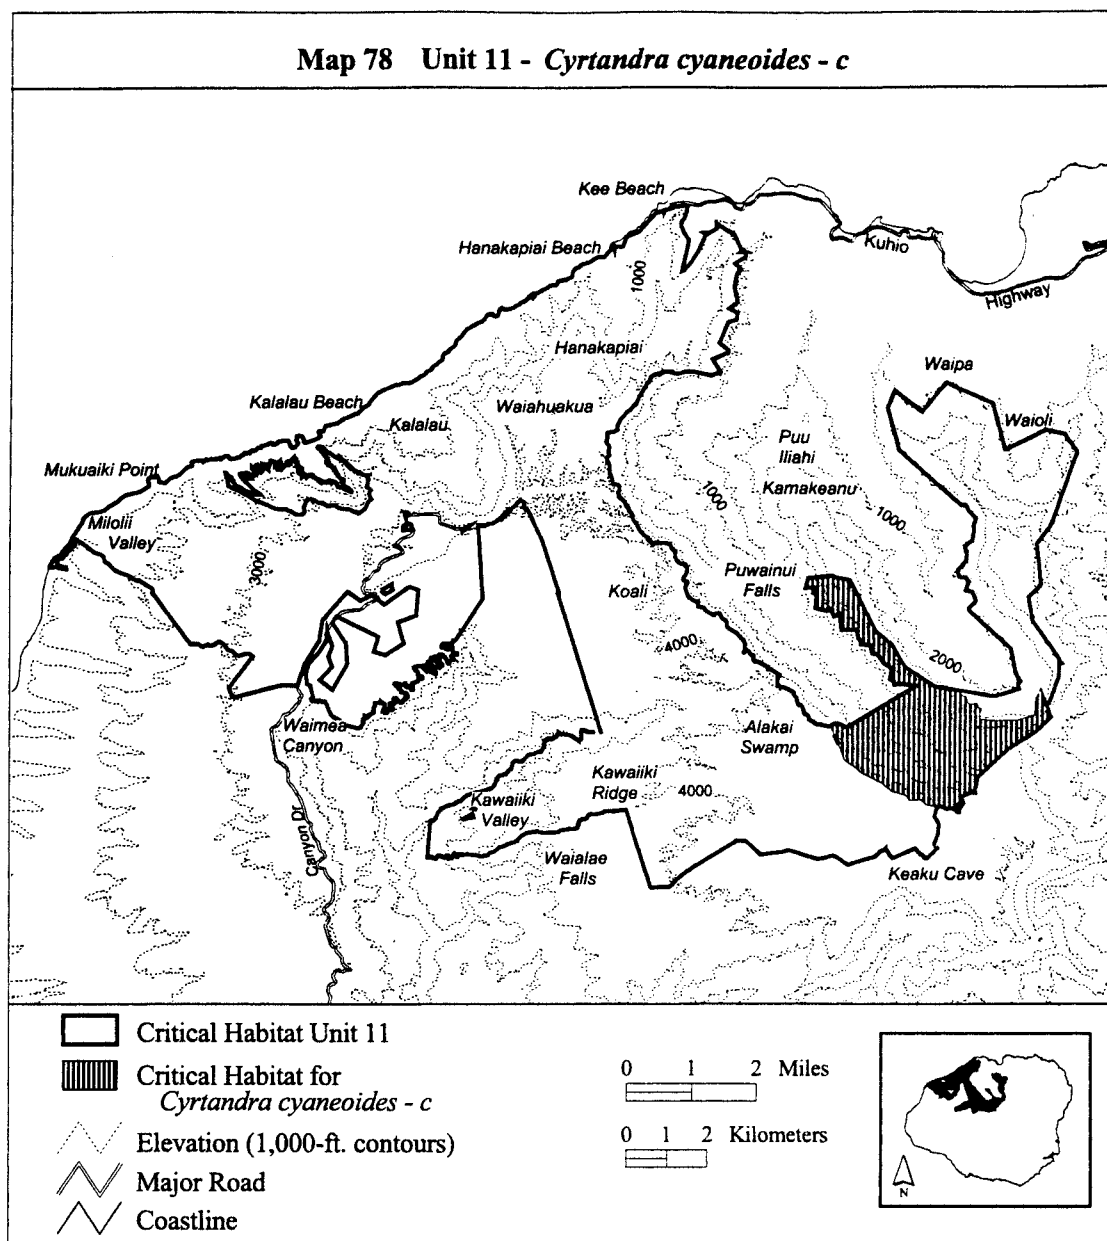 Map 78 Unit 11 - Cyrtandra cyaneoides - c
Kee Beach
Hanakapiai Beach
Kuhio
Highway
1000
Hanakapiai
Waipa
Kalalau Beach
Waiahuakua
Kalalau
Waioli
Puu
Iliahi
Mukuaiki Point
Kamakeanu
1000
1000
Milolii
Valley
3000
Puwainui
Falls
Koali
4000
2000
Waimea
Canyon
Alakai
Swamp
Kawaiiki
Ridge
4000
Kawaiiki
Valley
Canyon Dr
Waialae
Falls
Keaku Cave
Critical Habitat Unit 11
Critical Habitat for
Cyrtandra cyaneoides - c
Elevation (1,000-ft. contours)
Major Road
Coastline
0 1 2 Miles
0 1 2 Kilometers
N